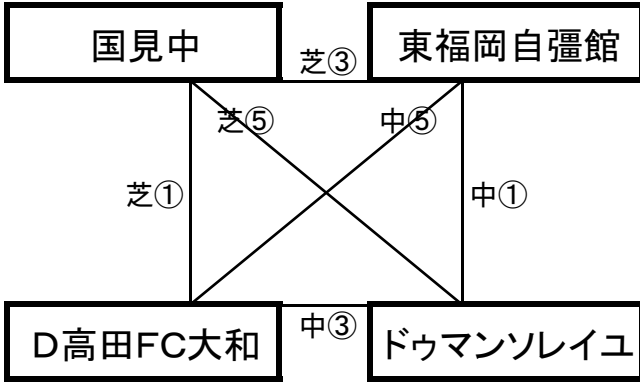 国見中
芝③
東福岡自彊館
芝⑤
中⑤
芝①
中①
D高田FC大和
中③
ドゥマンソレイユ